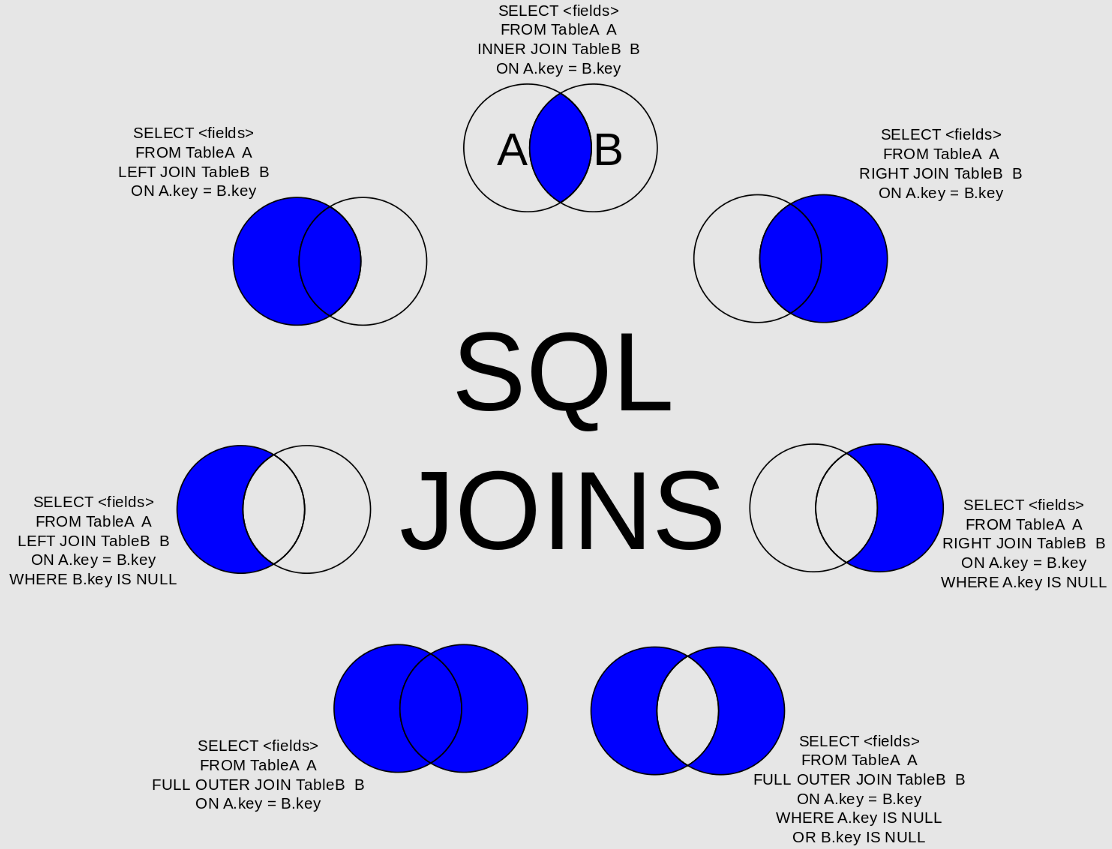 SELECT <fields>
FROM TableA A
INNER JOIN TableB B
ON A.key = B.key
A B
SELECT <fields>
FROM TableA A
LEFT JOIN TableB B
ON A.key = B.key
SELECT <fields>
FROM TableA A
RIGHT JOIN TableB B
ON A.key = B.key
SQL
JOINS
SELECT <fields>
FROM TableA A
LEFT JOIN TableB B
ON A.key = B.key
WHERE B.key IS NULL
SELECT <fields>
FROM TableA A
RIGHT JOIN TableB B
ON A.key = B.key
WHERE A.key IS NULL
SELECT <fields>
FROM TableA A
FULL OUTER JOIN TableB B
ON A.key = B.key
SELECT <fields>
FROM TableA A
FULL OUTER JOIN TableB B
ON A.key = B.key
WHERE A.key IS NULL
OR B.key IS NULL